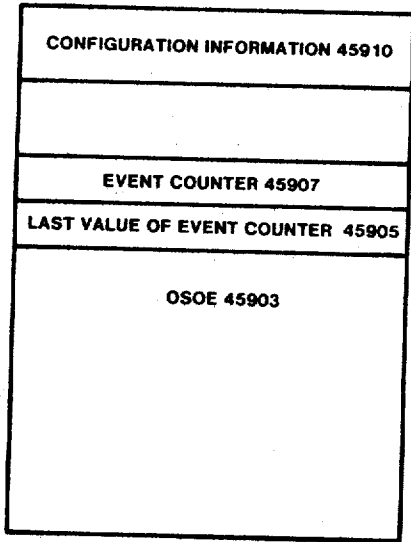 CONFIGURATION INFORMATION 45910
EVENT COUNTER 45907
LAST VALUE OF EVENT COUNTER 45905
OSOE 45903